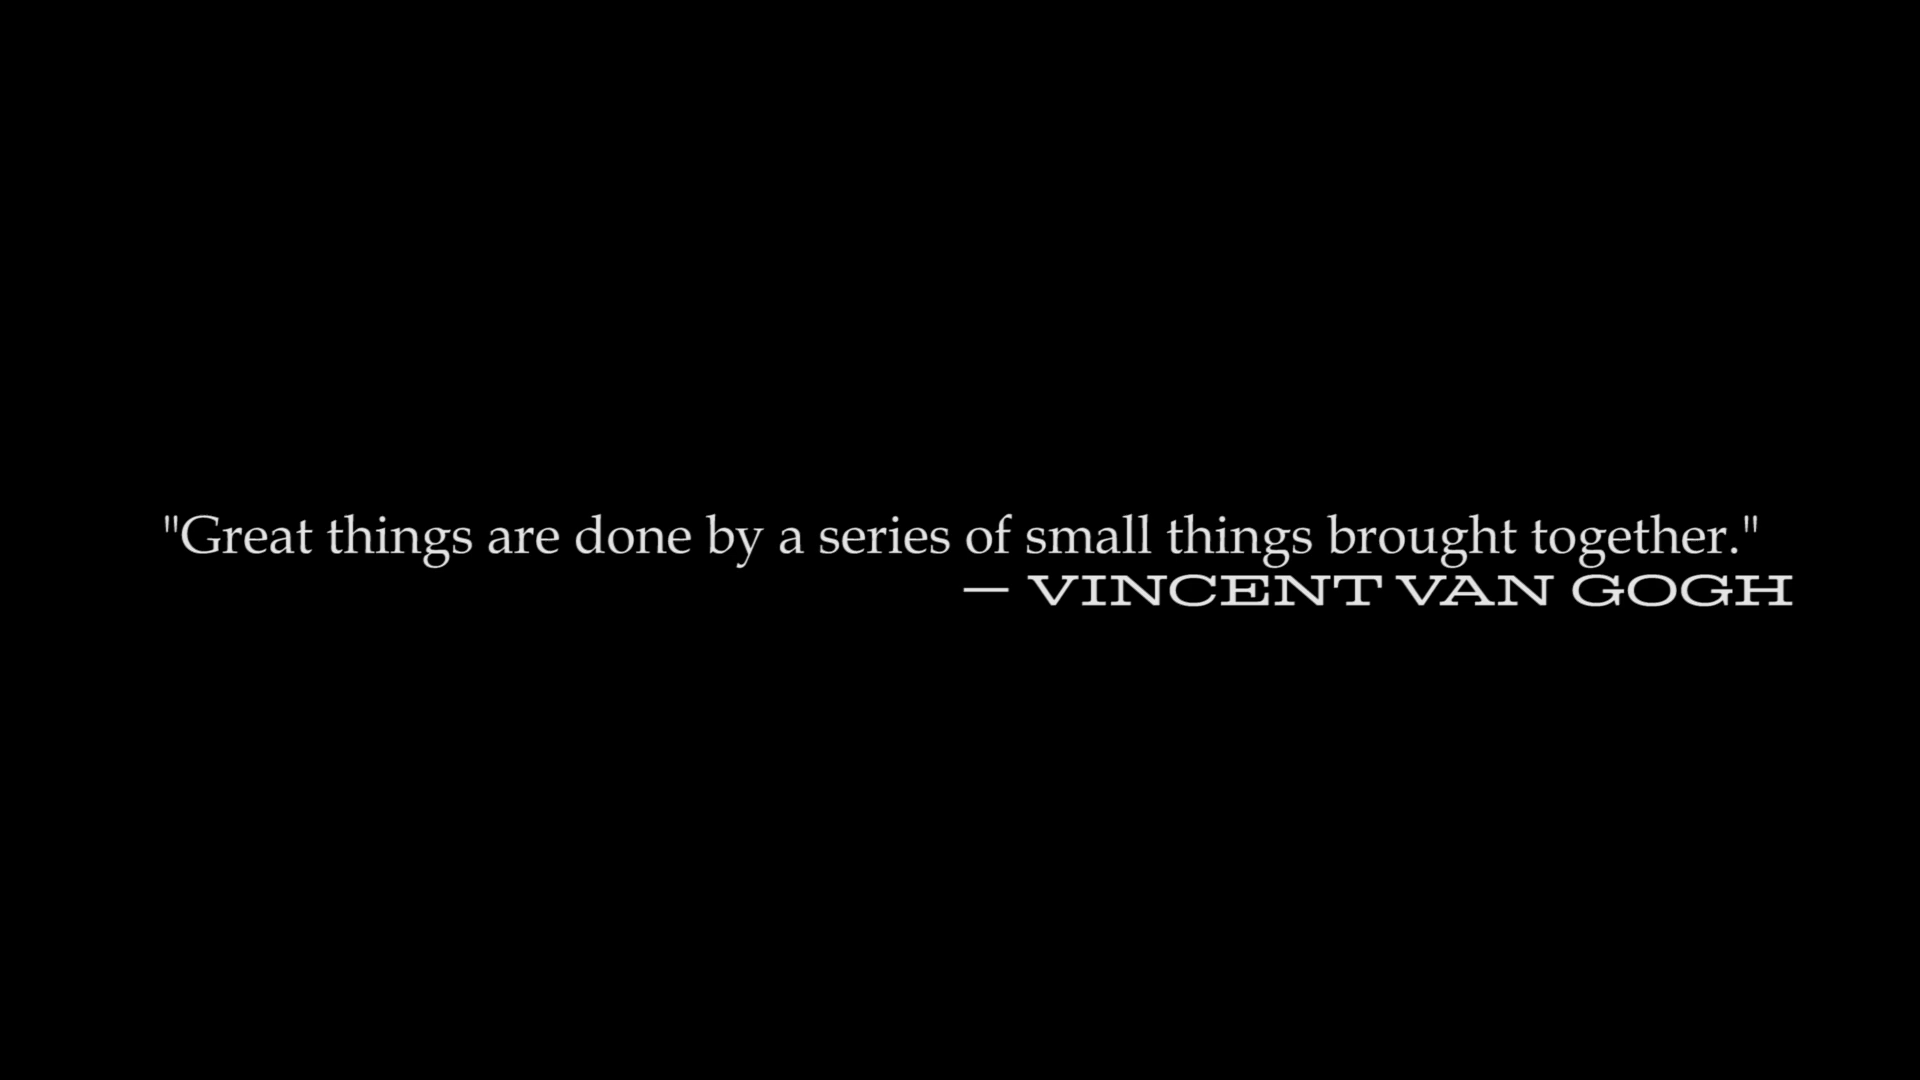 "Great things are done by a series of small things brought together."
— VINCENT VAN GOGH